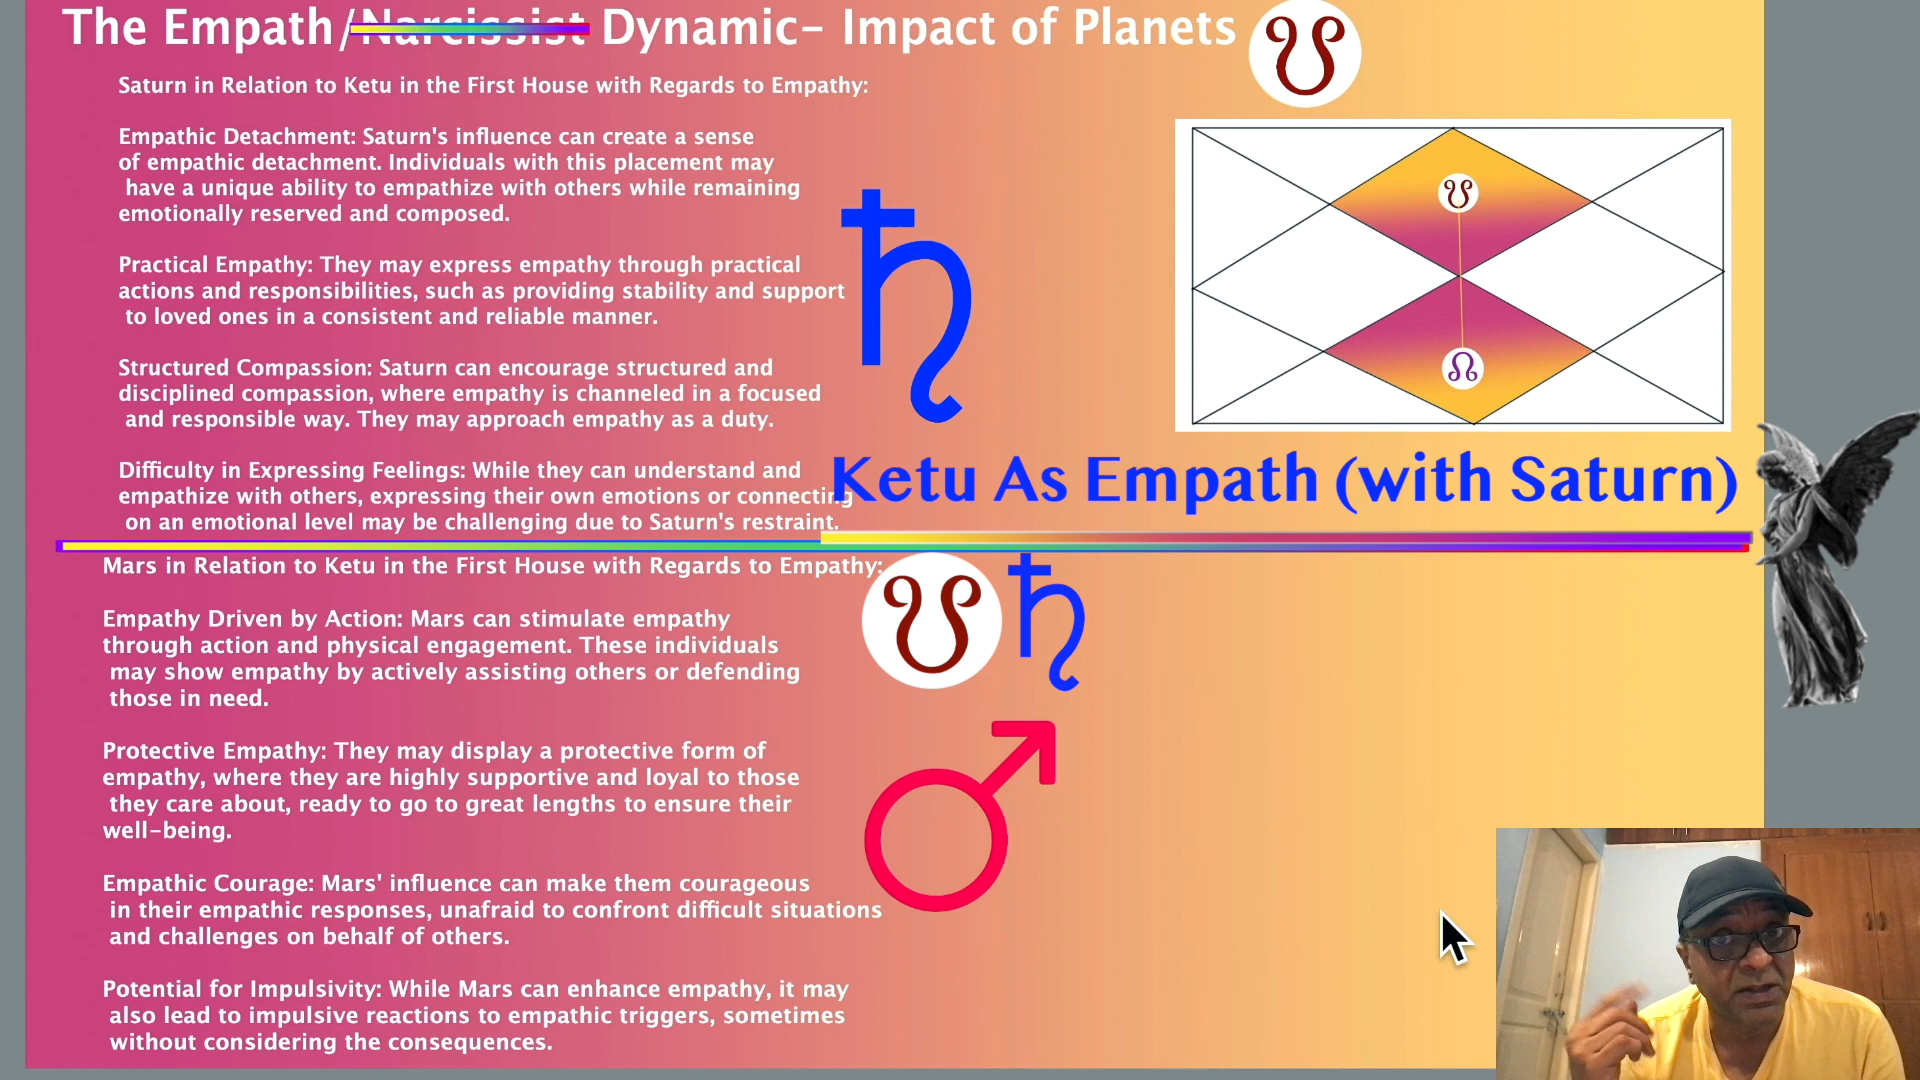 The Empath/Narcissist Dynamic- Impact of Planets
Saturn in Relation to Ketu in the First House with Regards to Empathy:
Empathic Detachment: Saturn's influence can create a sense
of empathic detachment. Individuals with this placement may
have a unique ability to empathize with others while remaining
emotionally reserved and composed.
Practical Empathy: They may express empathy through practical
actions and responsibilities, such as providing stability and support
to loved ones in a consistent and reliable manner.
Structured Compassion: Saturn can encourage structured and
disciplined compassion, where empathy is channeled in a focused
and responsible way. They may approach empathy as a duty.
Difficulty in Expressing Feelings: While they can understand and
empathize with others, expressing their own emotions or connecting
on an emotional level may be challenging due to Saturn's restraint.
Ketu As Empath (with Saturn)
Mars in Relation to Ketu in the First House with Regards to Empathy:
Empathy Driven by Action: Mars can stimulate empathy
through action and physical engagement. These individuals
may show empathy by actively assisting others or defending
those in need.
Protective Empathy: They may display a protective form of
empathy, where they are highly supportive and loyal to those
they care about, ready to go to great lengths to ensure their
well-being.
Empathic Courage: Mars' influence can make them courageous
in their empathic responses, unafraid to confront difficult situations
and challenges on behalf of others.
Potential for Impulsivity: While Mars can enhance empathy, it may
also lead to impulsive reactions to empathic triggers, sometimes
without considering the consequences.